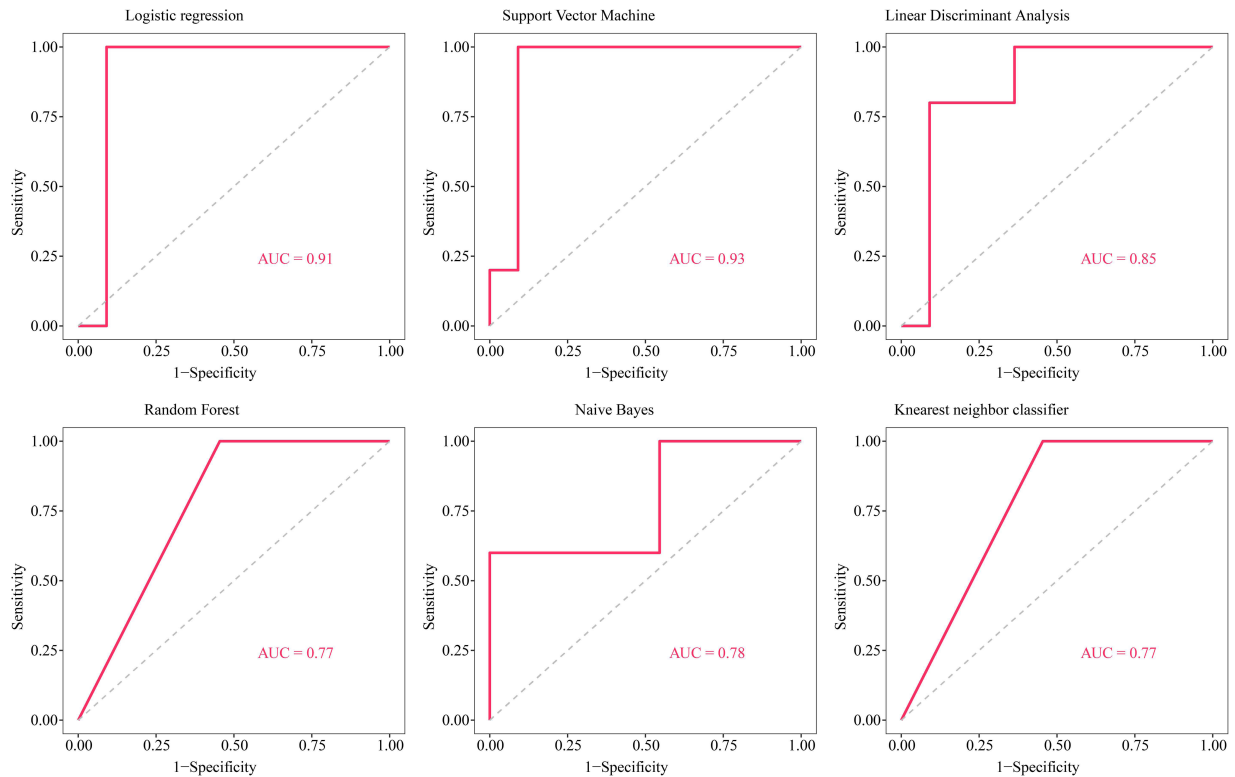 Logistic regression
Support Vector Machine
Linear Discriminant Analysis
1.00
0.75
0.50
0.25
0.00
Sensitivity
AUC = 0.91
0.00 0.25 0.50 0.75 1.00
1−Specificity
1.00
0.75
0.50
0.25
0.00
Sensitivity
AUC = 0.93
0.00 0.25 0.50 0.75 1.00
1−Specificity
1.00
0.75
0.50
0.25
0.00
Sensitivity
AUC = 0.85
0.00 0.25 0.50 0.75 1.00
1−Specificity
Random Forest
Naive Bayes
Knearest neighbor classifier
1.00
0.75
0.50
0.25
0.00
Sensitivity
AUC = 0.77
0.00 0.25 0.50 0.75 1.00
1−Specificity
1.00
0.75
0.50
0.25
0.00
Sensitivity
AUC = 0.78
0.00 0.25 0.50 0.75 1.00
1−Specificity
1.00
0.75
0.50
0.25
0.00
Sensitivity
AUC = 0.77
0.00 0.25 0.50 0.75 1.00
1−Specificity